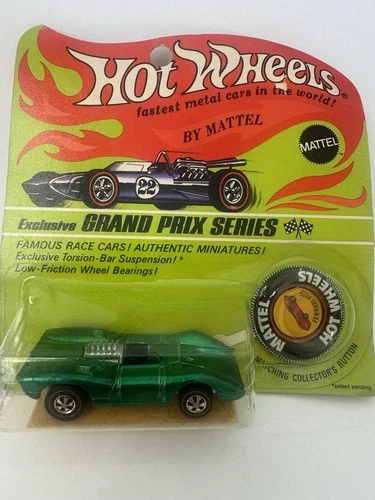 HOT WHEELS®
fastest metal cars in the world!
BY MATTEL
MATTEL
22
Exclusive GRAND PRIX SERIES
FAMOUS RACE CARS! AUTHENTIC MINIATURES!
Exclusive Torsion-Bar Suspension! *
Low-Friction Wheel Bearings!
HOT WHEELS
MATTEL
MATCHING COLLECTOR'S BUTTON
*patent pending